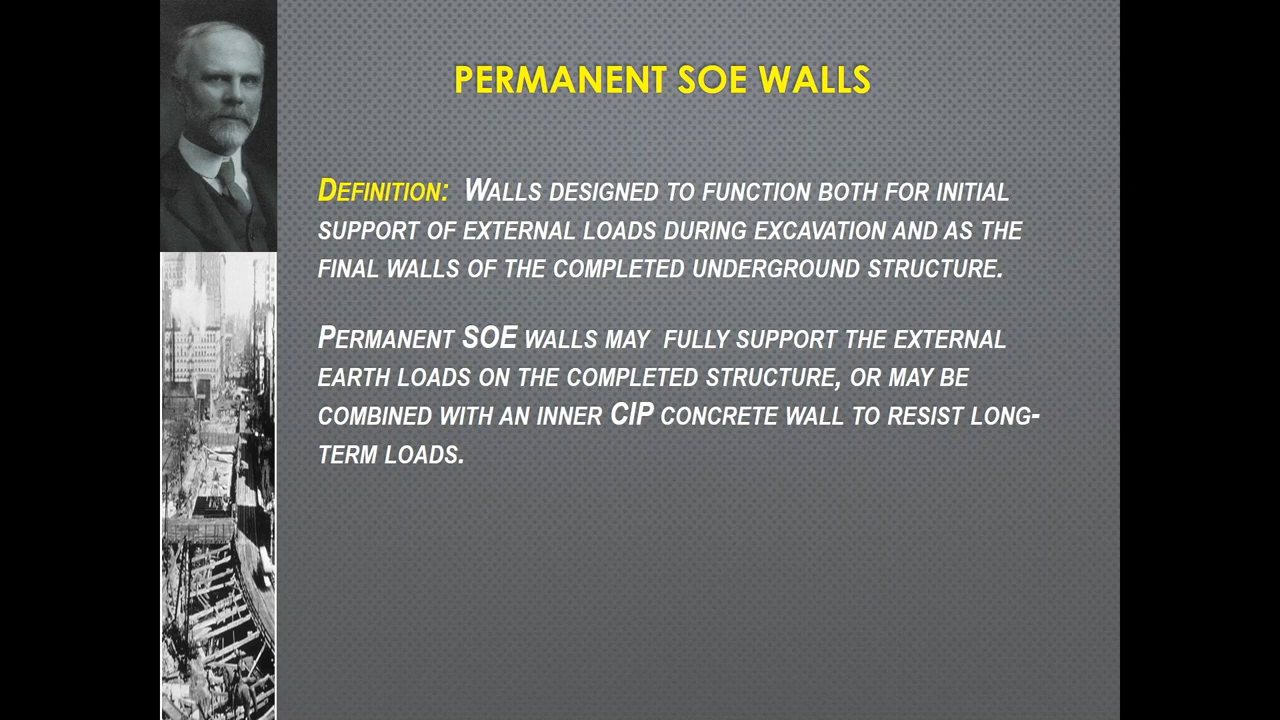 PERMANENT SOE WALLS
DEFINITION: WALLS DESIGNED TO FUNCTION BOTH FOR INITIAL
SUPPORT OF EXTERNAL LOADS DURING EXCAVATION AND AS THE
FINAL WALLS OF THE COMPLETED UNDERGROUND STRUCTURE.
PERMANENT SOE WALLS MAY FULLY SUPPORT THE EXTERNAL
EARTH LOADS ON THE COMPLETED STRUCTURE, OR MAY BE
COMBINED WITH AN INNER CIP CONCRETE WALL TO RESIST LONG-
TERM LOADS.